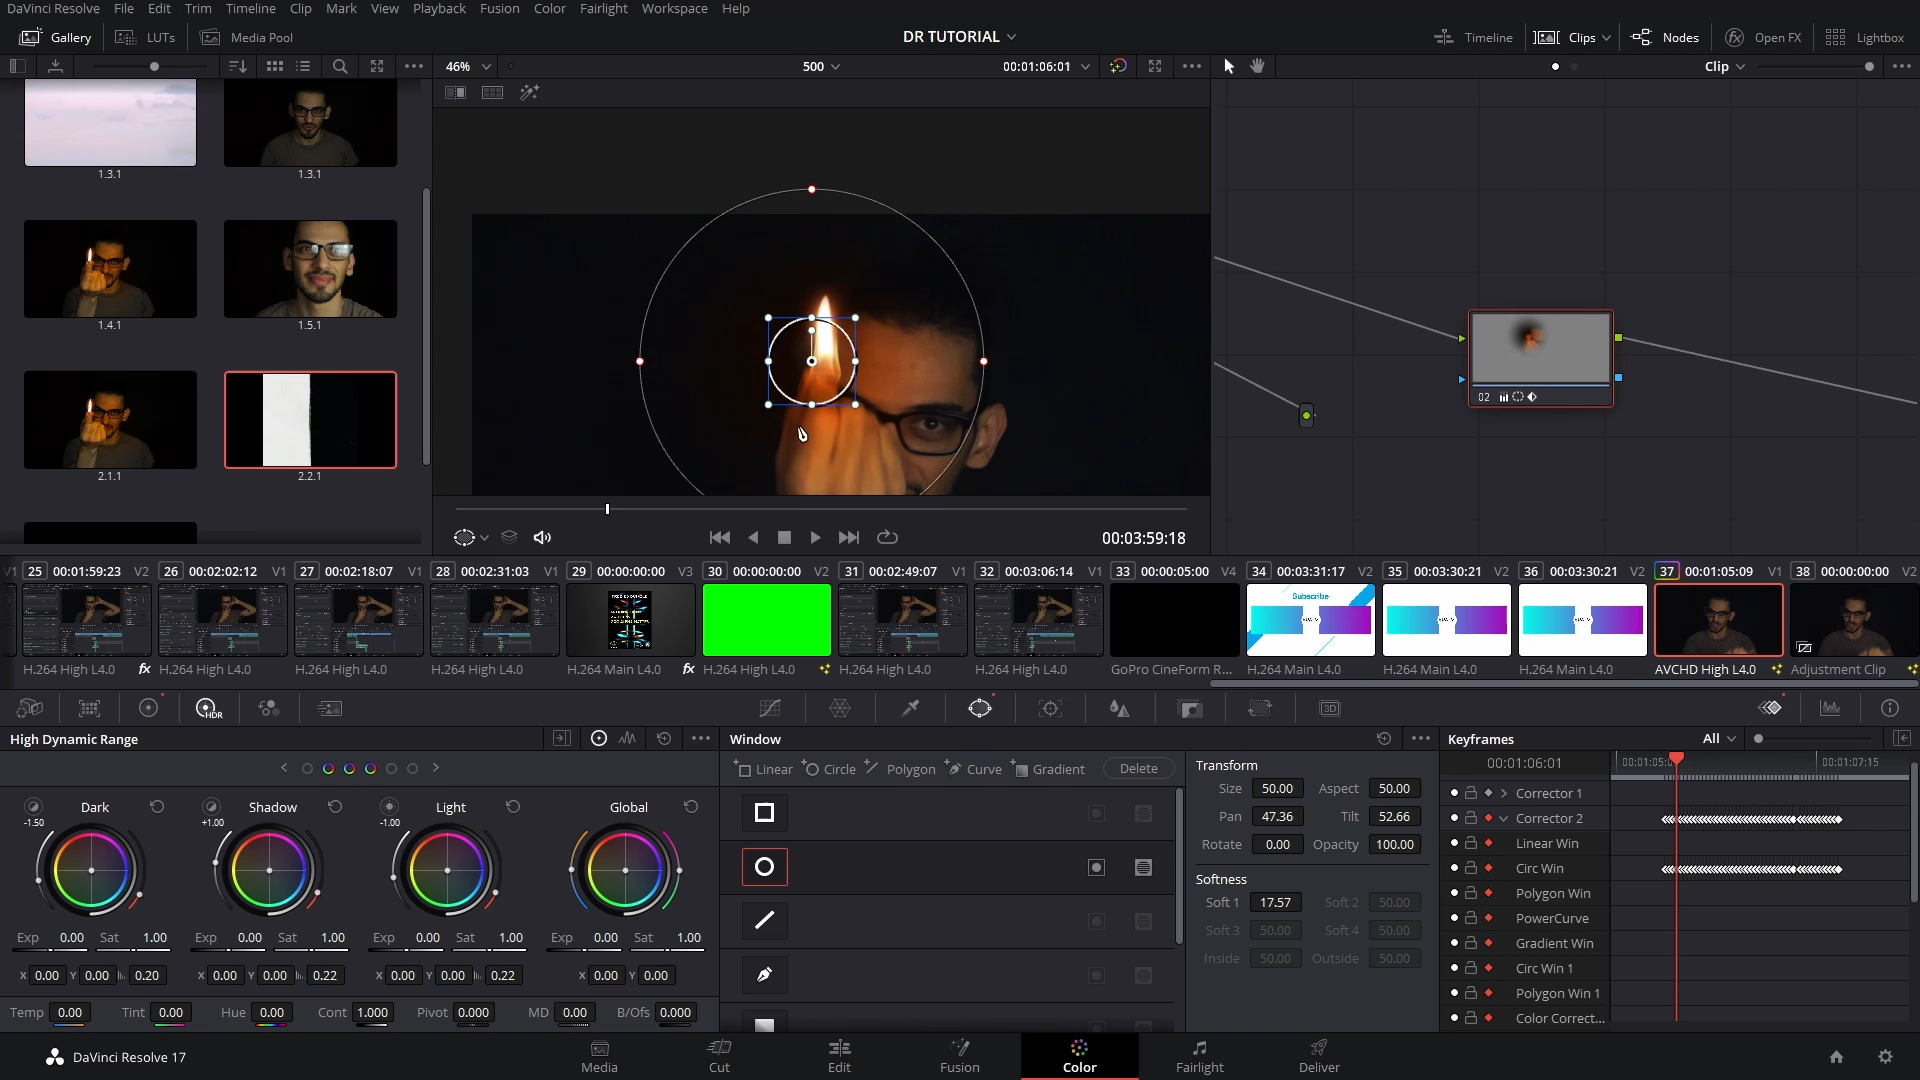 DaVinci Resolve File Edit Trim Timeline Clip Mark View Playback Fusion Color Fairlight Workspace Help
Gallery LUTs Media Pool DR TUTORIAL Timeline Clips Nodes Open FX Lightbox
46% 500 00:01:06:01 Clip
1.3.1 1.3.1
1.4.1 1.5.1
2.1.1 2.2.1
02
00:03:59:18
V1 25 00:01:59:23 V2 26 00:02:02:12 V1 27 00:02:18:07 V1 28 00:02:31:03 V1 29 00:00:00:00 V3 30 00:00:00:00 V2 31 00:02:49:07 V1 32 00:03:06:14 V1 33 00:00:05:00 V4 34 00:03:31:17 V2 35 00:03:30:21 V2 36 00:03:30:21 V2 37 00:01:05:09 V1 38 00:00:00:00 V2
Subscribe
H.264 High L4.0 fx H.264 High L4.0 H.264 High L4.0 H.264 High L4.0 H.264 Main L4.0 fx H.264 High L4.0 H.264 High L4.0 H.264 High L4.0 GoPro CineForm R... H.264 Main L4.0 H.264 Main L4.0 H.264 Main L4.0 AVCHD High L4.0 Adjustment Clip
HDR 3D
High Dynamic Range
Dark Shadow Light Global
-1.50 +1.00 -1.00
Exp 0.00 Sat 1.00 Exp 0.00 Sat 1.00 Exp 0.00 Sat 1.00 Exp 0.00 Sat 1.00
X 0.00 Y 0.00 0.20 X 0.00 Y 0.00 0.22 X 0.00 Y 0.00 0.22 X 0.00 Y 0.00
Temp 0.00 Tint 0.00 Hue 0.00 Cont 1.000 Pivot 0.000 MD 0.00 B/Ofs 0.000
Window
Linear Circle Polygon Curve Gradient Delete
Transform
Size 50.00 Aspect 50.00
Pan 47.36 Tilt 52.66
Rotate 0.00 Opacity 100.00
Softness
Soft 1 17.57 Soft 2 50.00
Soft 3 50.00 Soft 4 50.00
Inside 50.00 Outside 50.00
Keyframes All
00:01:06:01 00:01:05: 00:01:07:15
Corrector 1
Corrector 2
Linear Win
Circ Win
Polygon Win
PowerCurve
Gradient Win
Circ Win 1
Polygon Win 1
Color Correct...
DaVinci Resolve 17 Media Cut Edit Fusion Color Fairlight Deliver